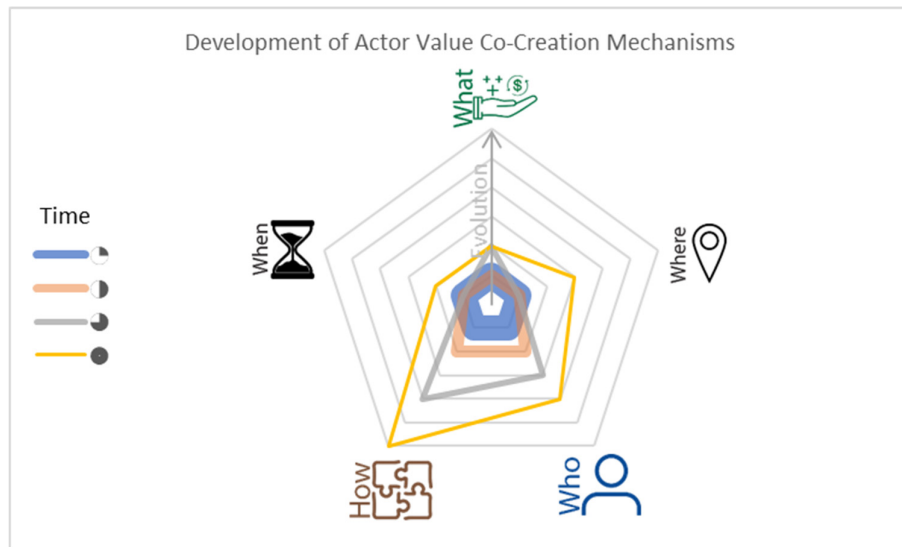 Development of Actor Value Co-Creation Mechanisms
What
$
Evolution
Time
When
Where
How
Who